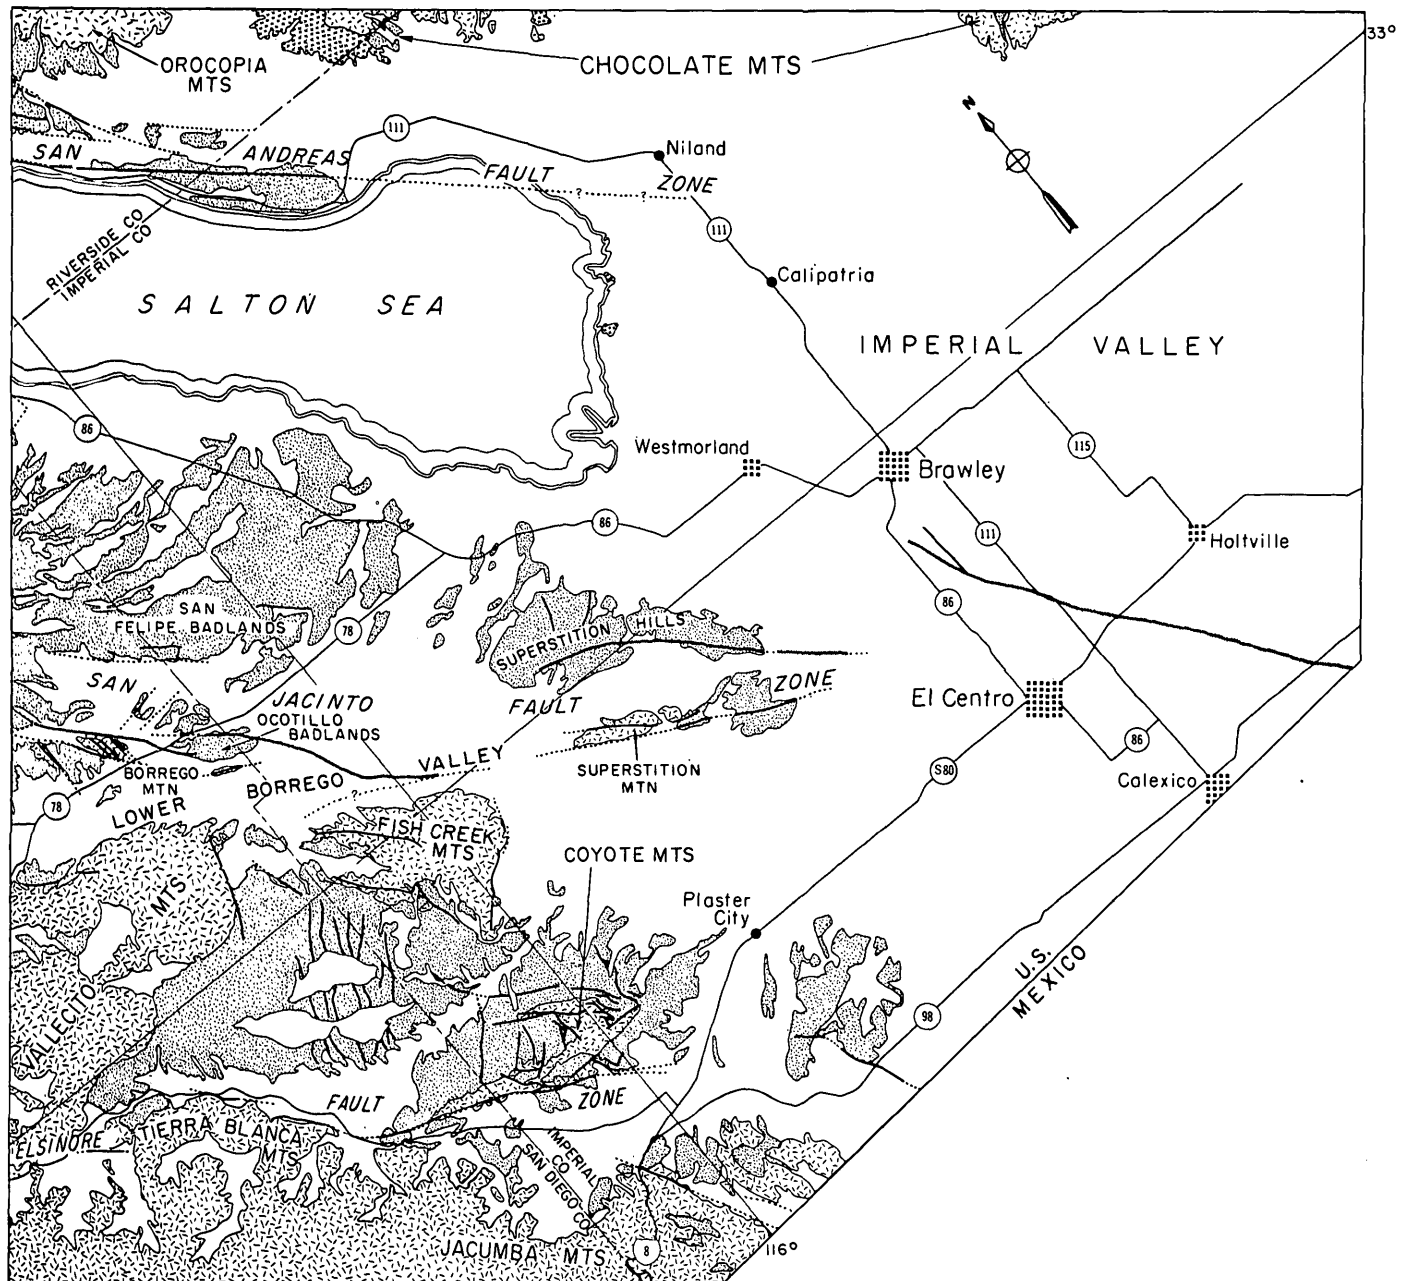 33°
OROCOPIA
MTS
CHOCOLATE MTS
N
111
Niland
SAN ANDREAS FAULT ZONE
? ?
111
RIVERSIDE CO
IMPERIAL CO
Calipatria
SALTON SEA
IMPERIAL VALLEY
86
Westmorland
115
Brawley
86
111
Holtville
SAN
FELIPE BADLANDS
78
SUPERSTITION HILLS
86
SAN JACINTO FAULT ZONE
El Centro
OCOTILLO
BADLANDS
86
BORREGO
MTN
SUPERSTITION
MTN
S80
Calexico
78
LOWER BORREGO VALLEY
?
FISH CREEK
MTS
COYOTE MTS
VALLECITO MTS
Plaster
City
U.S.
MEXICO
98
ELSINORE FAULT ZONE
TIERRA BLANCA
MTS
IMPERIAL
CO
SAN DIEGO CO
JACUMBA MTS
8
116°